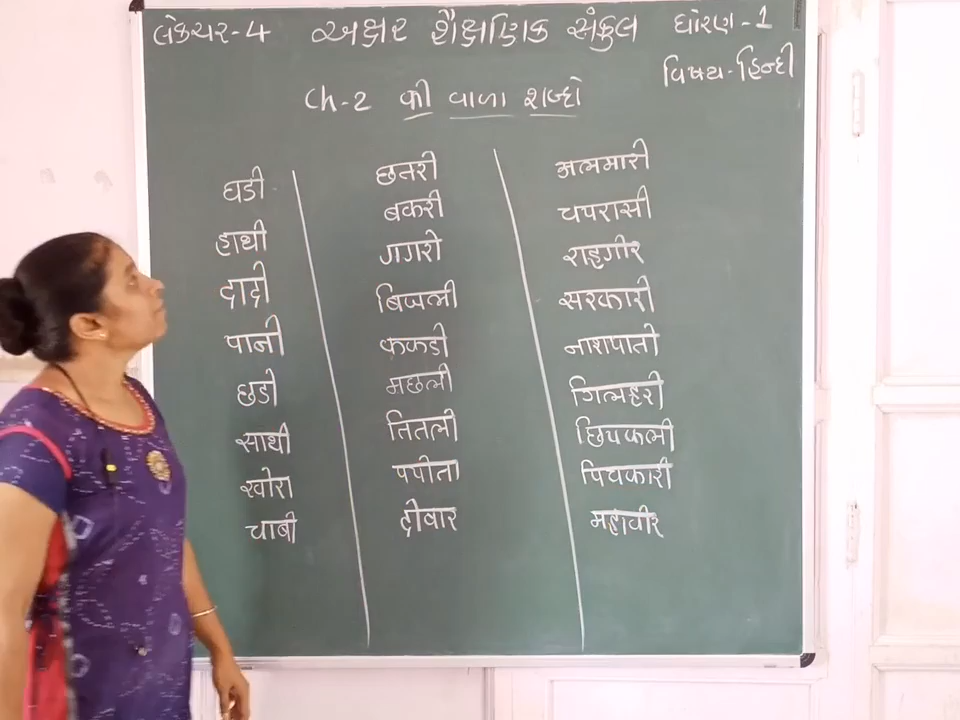 લેક્ચર-4 અક્ષર શૈક્ષણિક સંકુલ ધોરણ-1
વિષય-હિન્દી
Ch-2 की વાળા શબ્દો
घडी
हाथी
दादी
पानी
छडी
साथी
खीरा
चाबी
छतरी
बकरी
गगरी
बिजली
ककडी
मछली
तितली
पपीता
दीवार
अलमारी
चपरासी
राहगीर
सरकारी
नाशपाती
गिलहरी
छिपकली
पिचकारी
महावीर